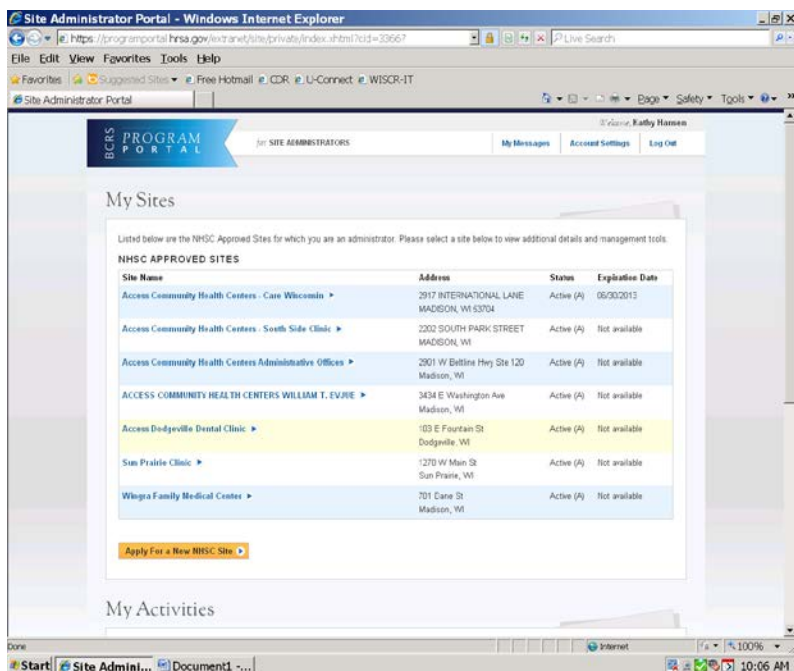 Site Administrator Portal - Windows Internet Explorer
https://programportal.hrsa.gov/extranet/site/private/index.xhtml?cid=33667
Live Search
File Edit View Favorites Tools Help
Favorites Suggested Sites Free Hotmail CDR U-Connect WISCR-IT
Site Administrator Portal Page Safety Tools
Welcome, Kathy Hansen
BCRS PROGRAM PORTAL for SITE ADMINISTRATORS My Messages Account Settings Log Out
My Sites
Listed below are the NHSC Approved Sites for which you are an administrator. Please select a site below to view additional details and management tools.
NHSC APPROVED SITES
Site Name Address Status Expiration Date
Access Community Health Centers - Care Wisconsin 2917 INTERNATIONAL LANE Active (A) 06/30/2013
MADISON, WI 53704
Access Community Health Centers - South Side Clinic 2202 SOUTH PARK STREET Active (A) Not available
MADISON, WI
Access Community Health Centers Administrative Offices 2901 W Beltline Hwy Ste 120 Active (A) Not available
Madison, WI
ACCESS COMMUNITY HEALTH CENTERS WILLIAM T. EVJUE 3434 E Washington Ave Active (A) Not available
Madison, WI
Access Dodgeville Dental Clinic 103 E Fountain St Active (A) Not available
Dodgeville, WI
Sun Prairie Clinic 1270 W Main St Active (A) Not available
Sun Prairie, WI
Wingra Family Medical Center 701 Dane St Active (A) Not available
Madison, WI
Apply For a New NHSC Site
My Activities
Done Internet 100%
Start Site Admini... Document1 -... 10:06 AM